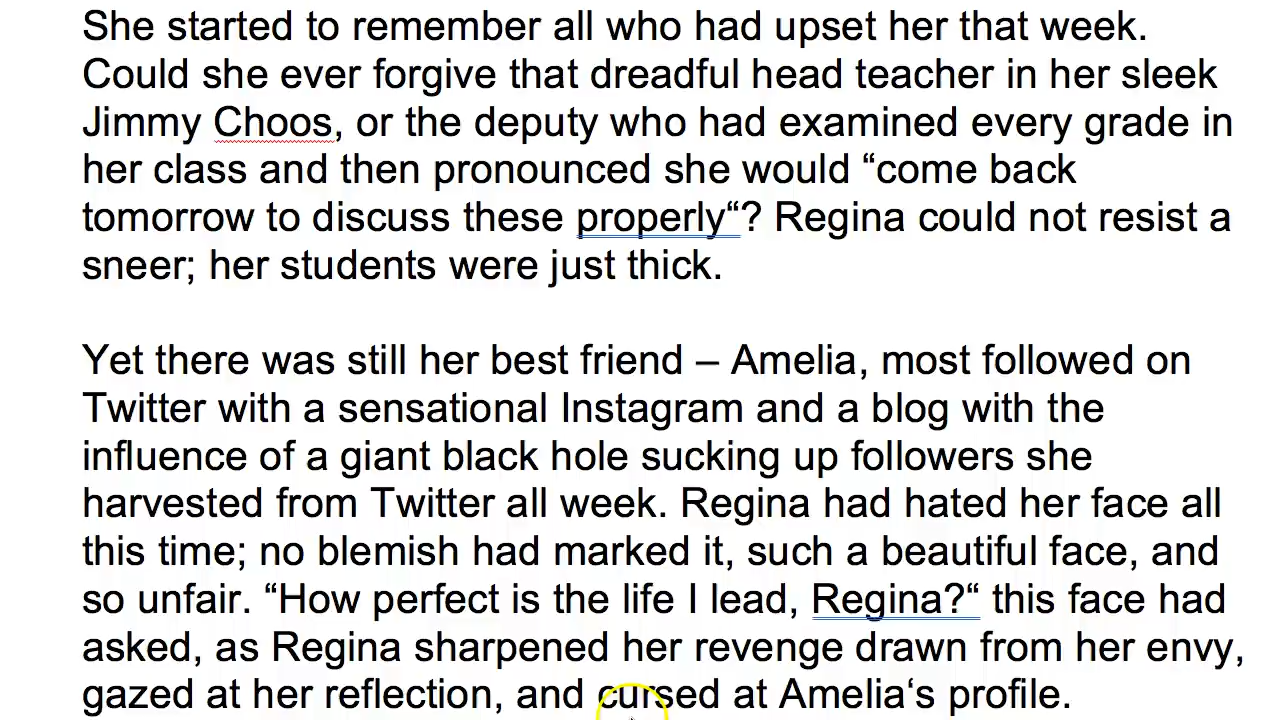 She started to remember all who had upset her that week.
Could she ever forgive that dreadful head teacher in her sleek
Jimmy Choos, or the deputy who had examined every grade in
her class and then pronounced she would “come back
tomorrow to discuss these properly“? Regina could not resist a
sneer; her students were just thick.
Yet there was still her best friend – Amelia, most followed on
Twitter with a sensational Instagram and a blog with the
influence of a giant black hole sucking up followers she
harvested from Twitter all week. Regina had hated her face all
this time; no blemish had marked it, such a beautiful face, and
so unfair. “How perfect is the life I lead, Regina?“ this face had
asked, as Regina sharpened her revenge drawn from her envy,
gazed at her reflection, and cursed at Amelia‘s profile.